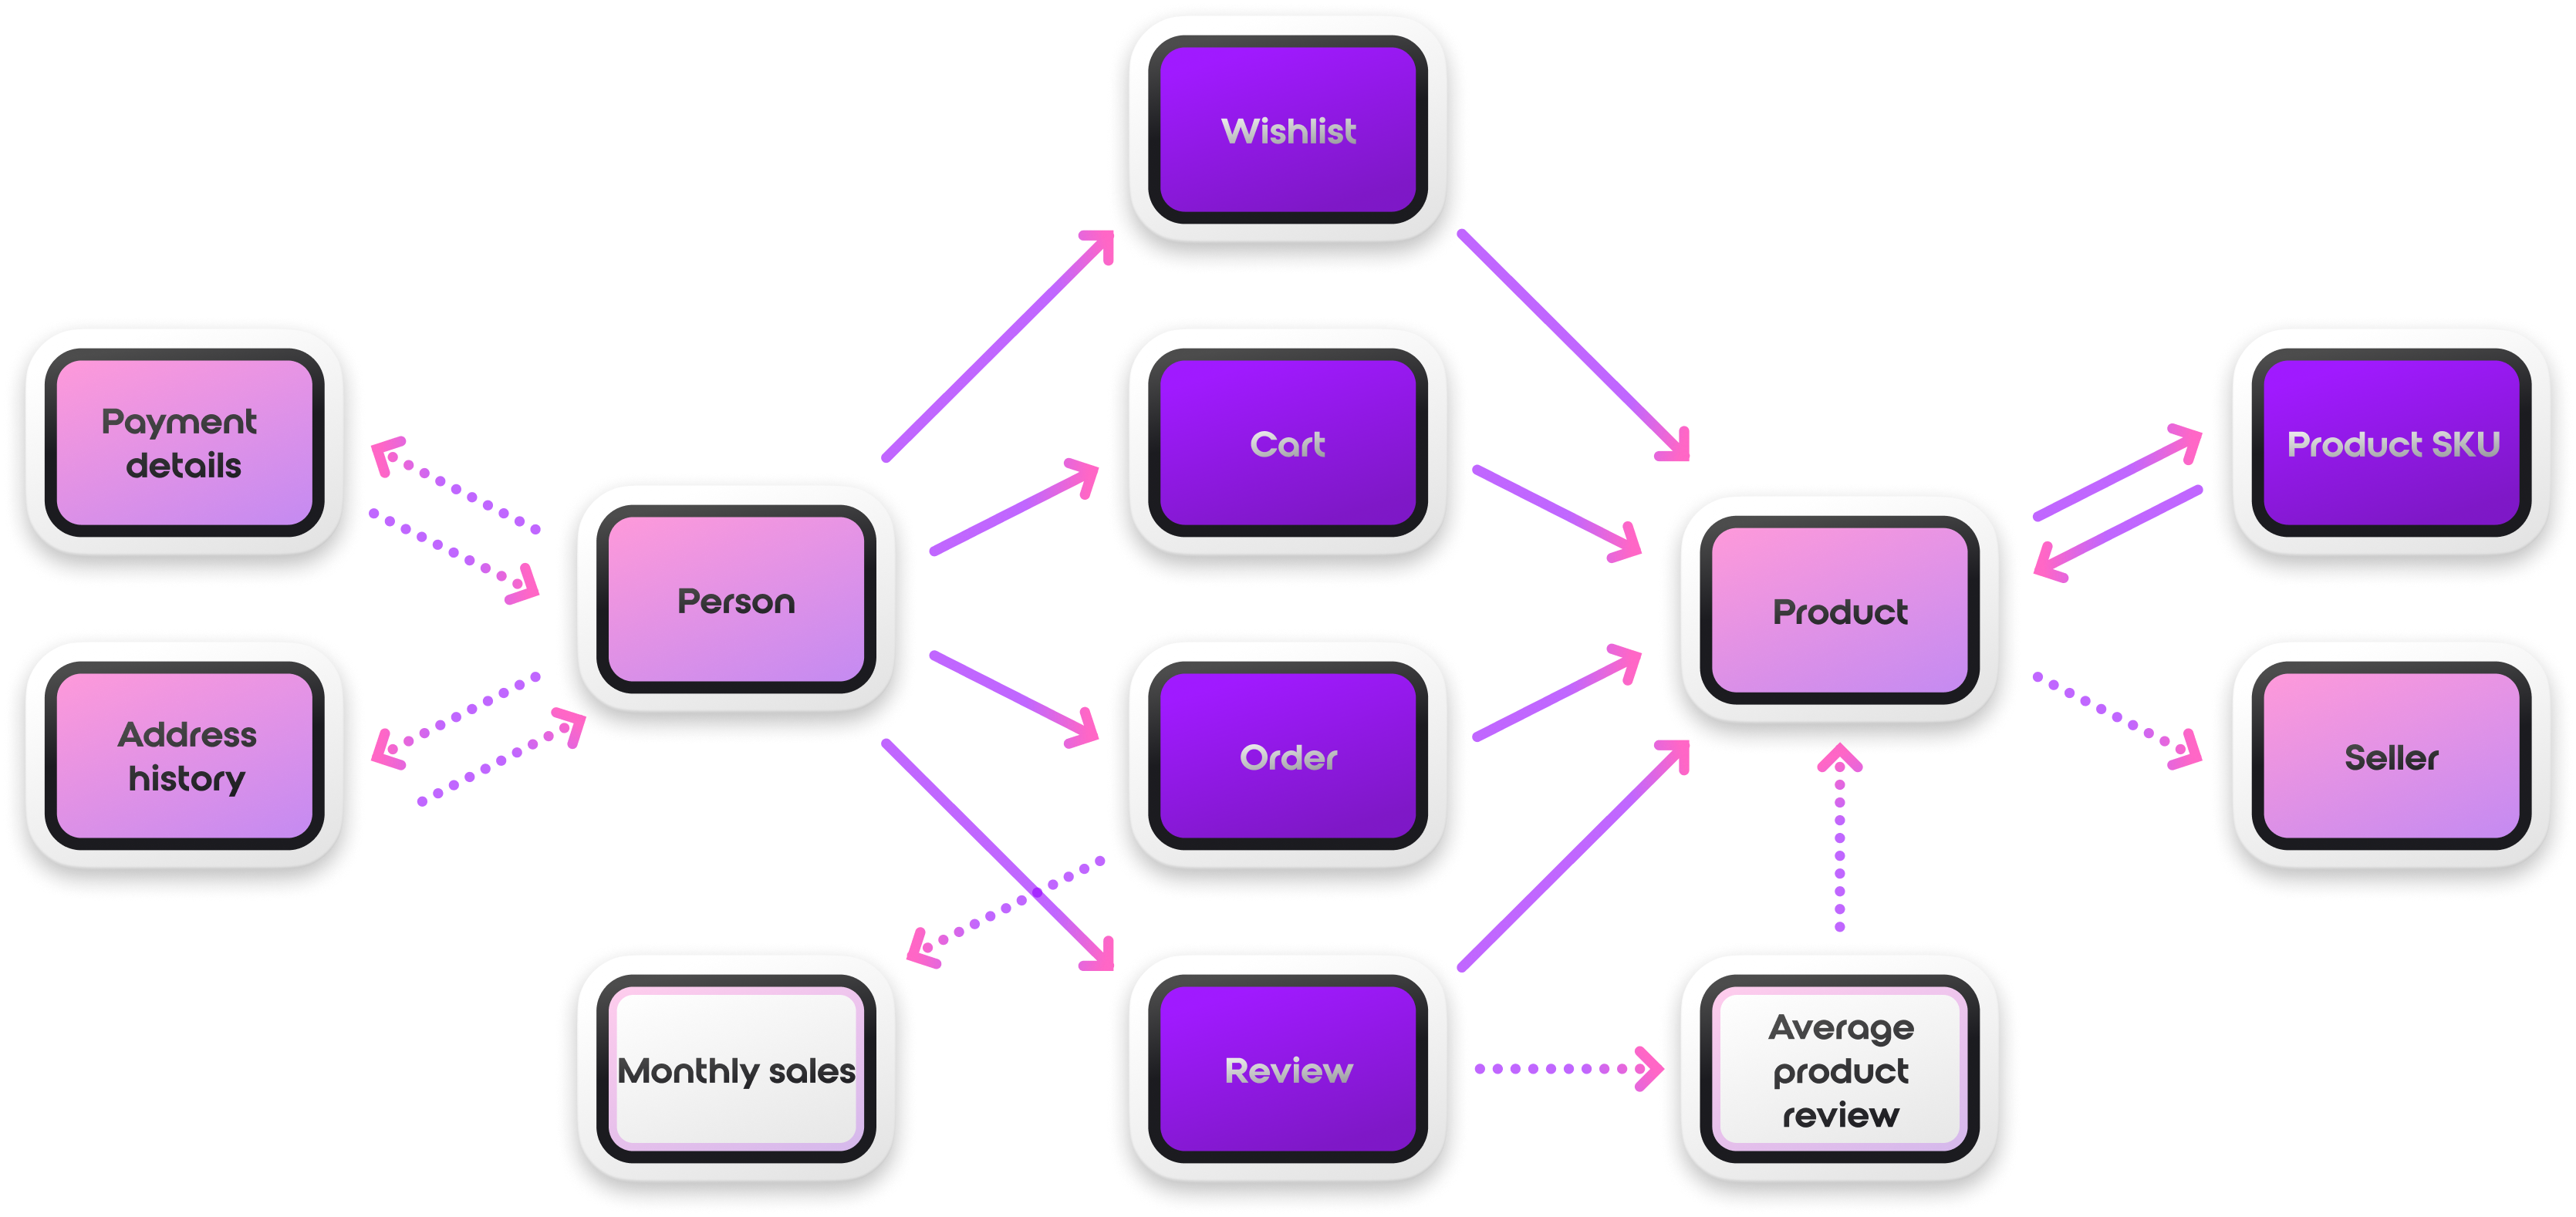 Wishlist
Payment
details
Cart
Product SKU
Person
Product
Address
history
Order
Seller
Monthly sales
Review
Average
product
review